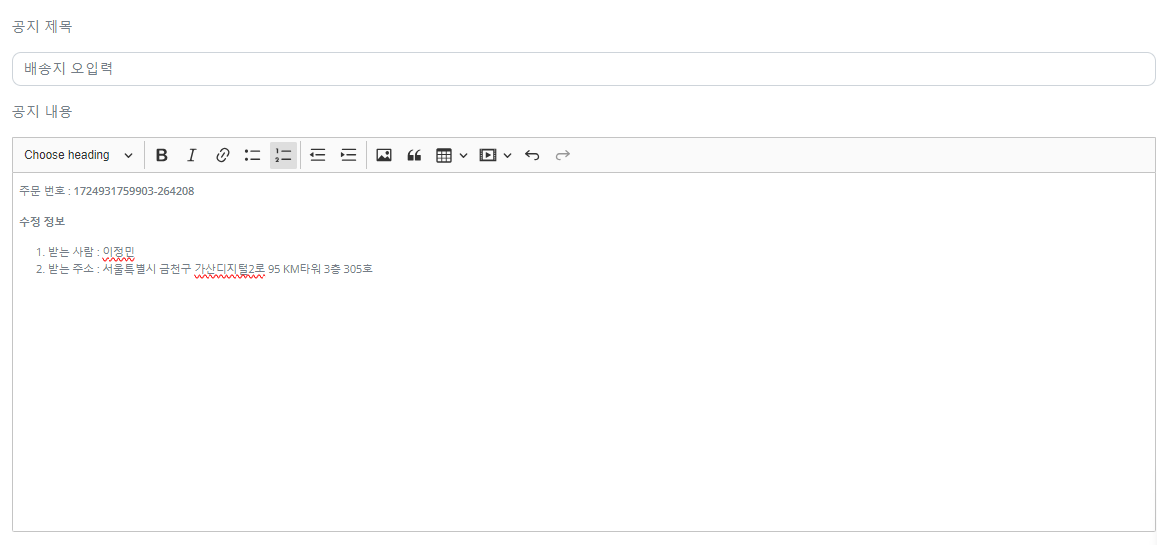 공지 제목
배송지 오입력
공지 내용
Choose heading
주문 번호 : 1724931759903-264208
수정 정보
1. 받는 사람 : 이정민
2. 받는 주소 : 서울특별시 금천구 가산디지털2로 95 KM타워 3층 305호